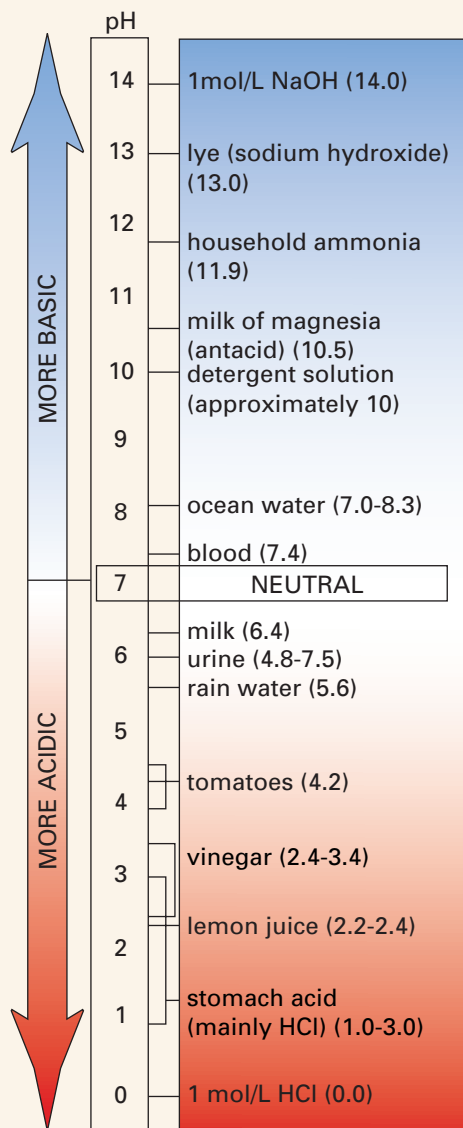 pH
14
1mol/L NaOH (14.0)
13
lye (sodium hydroxide)
(13.0)
12
household ammonia
(11.9)
11
milk of magnesia
(antacid) (10.5)
10
detergent solution
(approximately 10)
9
8
ocean water (7.0-8.3)
blood (7.4)
7
NEUTRAL
milk (6.4)
6
urine (4.8-7.5)
rain water (5.6)
5
tomatoes (4.2)
4
vinegar (2.4-3.4)
3
lemon juice (2.2-2.4)
2
stomach acid
1
(mainly HCl) (1.0-3.0)
0
1 mol/L HCl (0.0)
MORE BASIC
MORE ACIDIC